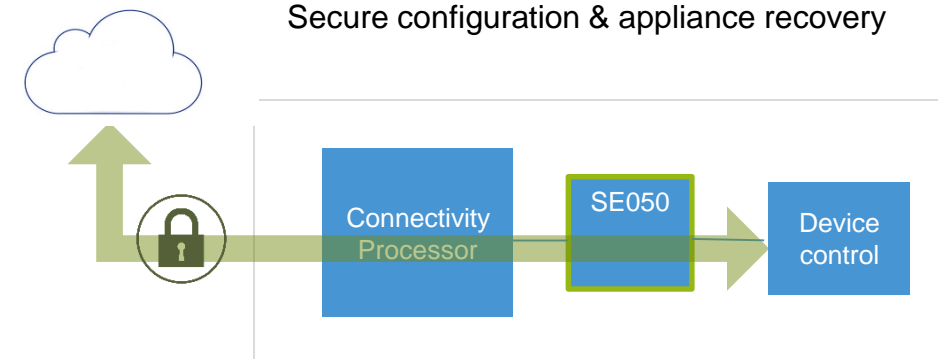 Secure configuration & appliance recovery
Connectivity
Processor
SE050
Device
control